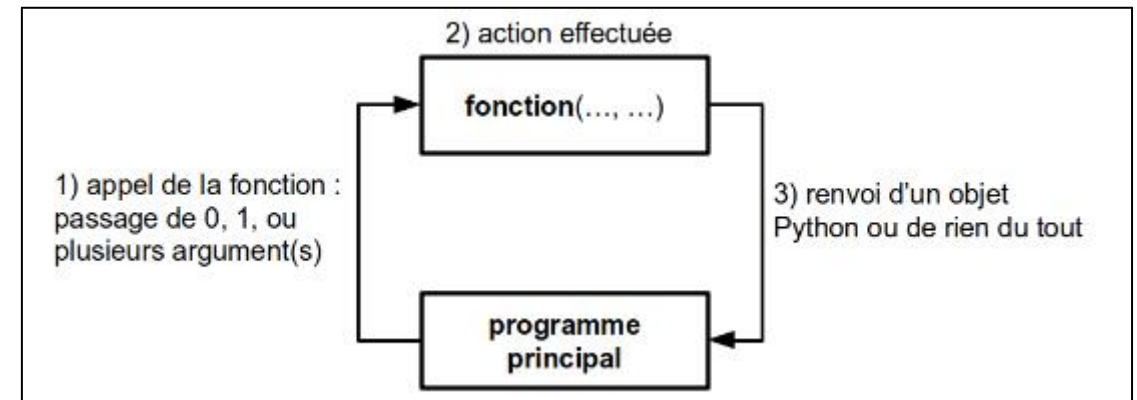 2) action effectuée
fonction(..., ...)
1) appel de la fonction :
passage de 0, 1, ou
plusieurs argument(s)
3) renvoi d'un objet
Python ou de rien du tout
programme
principal